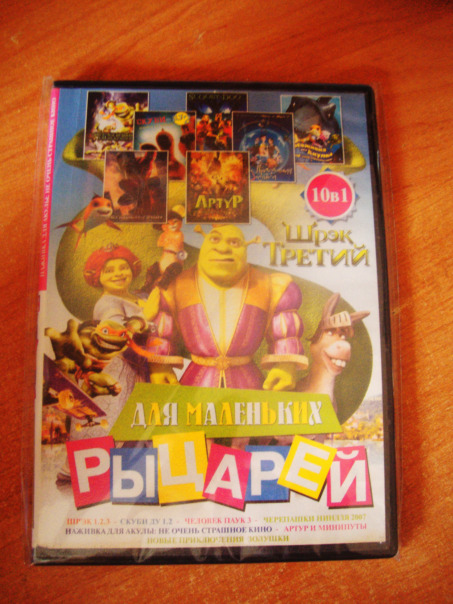 АРТУР
10в1
Шрэк
Третий
ДЛЯ МАЛЕНЬКИХ
РЫЦАРЕЙ
ШРЭК 1,2,3 - СКУБИ ДУ 1,2 - ЧЕЛОВЕК ПАУК 3 - ЧЕРЕПАШКИ НИНДЗЯ 2007
НАЖИВКА ДЛЯ АКУЛЫ: НЕ ОЧЕНЬ СТРАШНОЕ КИНО - АРТУР И МИНИПУТЫ
НОВЫЕ ПРИКЛЮЧЕНИЯ ЗОЛУШКИ